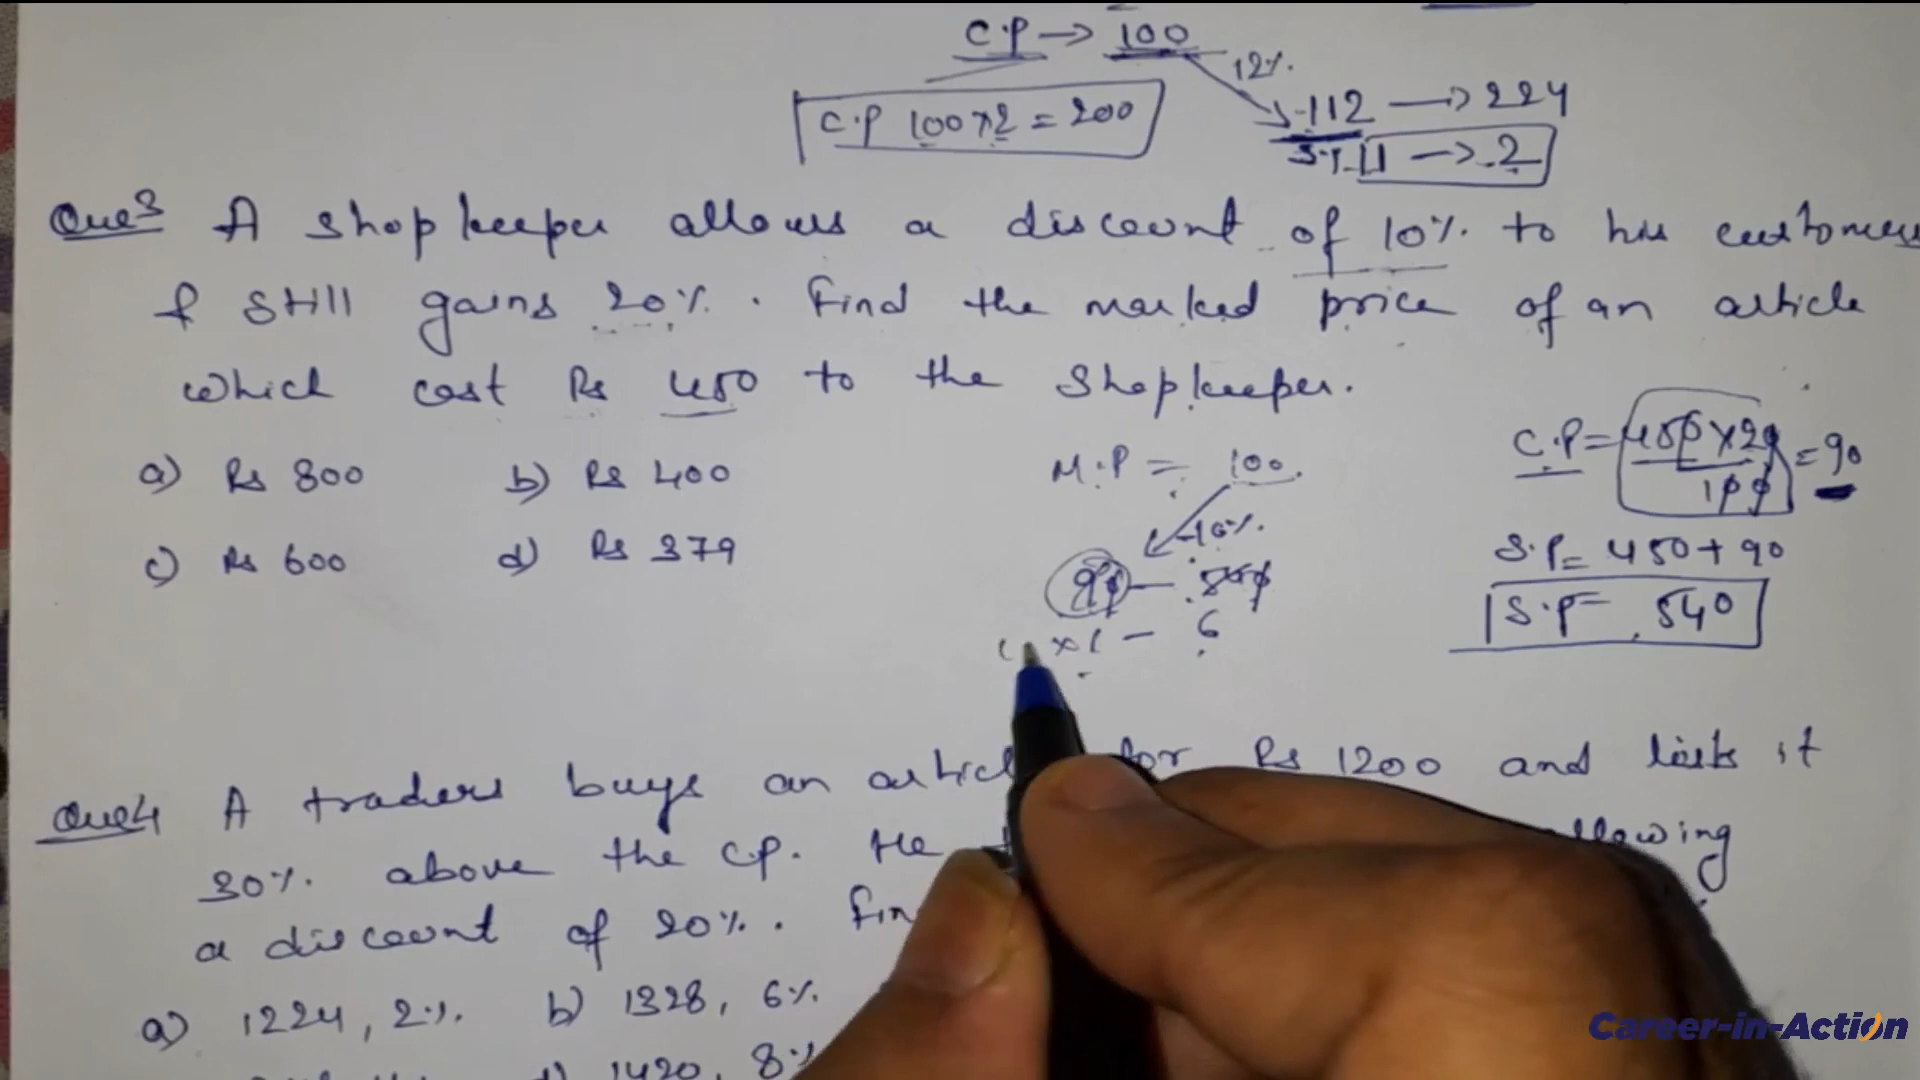 C.P → 100
12%.
112 → 224
C.P 100×2 = 200
S.P. 1 → 2
Que3 A shopkeeper allows a discount of 10%. to his customers
& still gains 20%. Find the marked price of an article
which cost Rs 450 to the shopkeeper.
a) Rs 800 b) Rs 400
c) Rs 600 d) Rs 379
M.P = 100.
-10%.
90 — 540
×1 — 6
C.P = 450×20/100 = 90
S.P = 450+90
S.P = 540
Que4 A traders buys an article for Rs 1200 and lists it
30%. above the C.P. He allowing
a discount of 20%.
a) 1224, 2%. b) 1328, 6%.
d) 1420, 8%
Career-in-Action